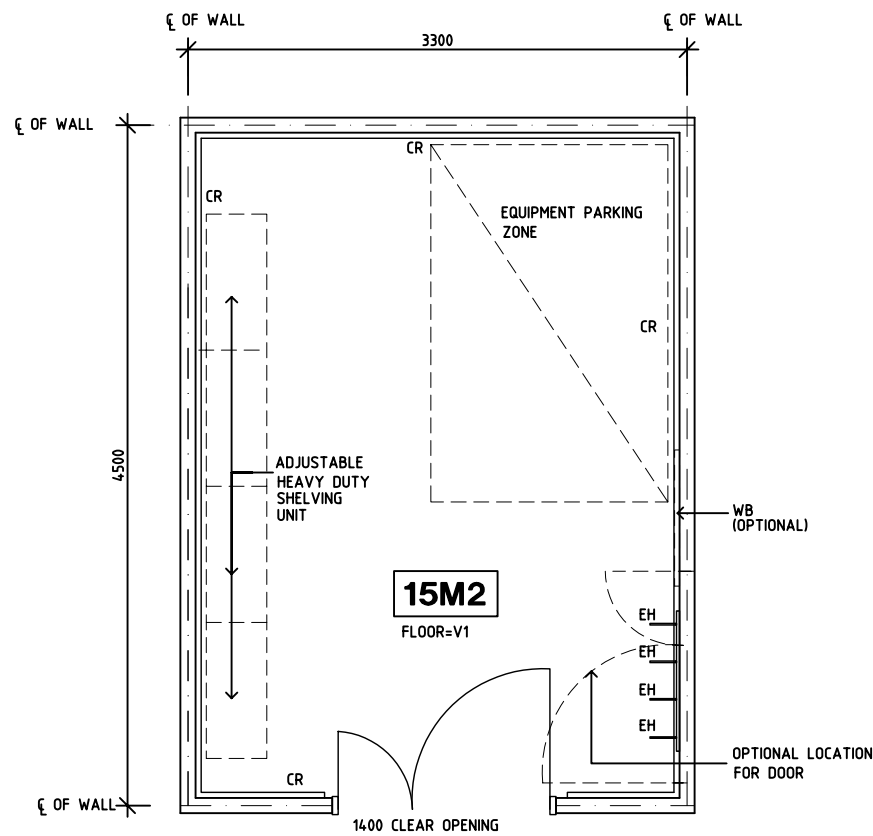 ℄ OF WALL
℄ OF WALL
3300
℄ OF WALL
CR
CR
EQUIPMENT PARKING
ZONE
CR
4500
ADJUSTABLE
HEAVY DUTY
SHELVING
UNIT
WB
(OPTIONAL)
15M2
FLOOR=V1
EH
EH
EH
EH
OPTIONAL LOCATION
FOR DOOR
CR
℄ OF WALL
1400 CLEAR OPENING